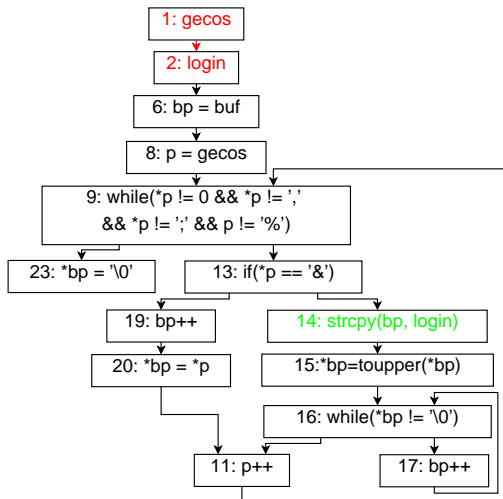 1: gecos
2: login
6: bp = buf
8: p = gecos
9: while(*p != 0 && *p != ','
&& *p != ';' && p != '%')
23: *bp = '\0'
13: if(*p == '&')
19: bp++
14: strcpy(bp, login)
20: *bp = *p
15:*bp=toupper(*bp)
16: while(*bp != '\0')
11: p++
17: bp++